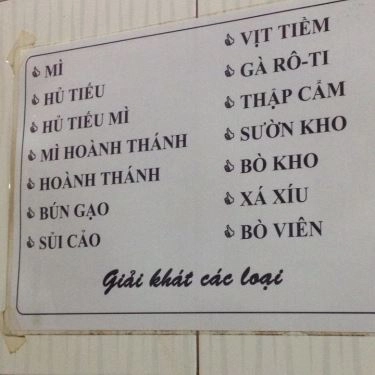 MÌ
HỦ TIẾU
HỦ TIẾU MÌ
MÌ HOÀNH THÁNH
HOÀNH THÁNH
BÚN GẠO
SỦI CẢO
VỊT TIỀM
GÀ RÔ-TI
THẬP CẨM
SƯỜN KHO
BÒ KHO
XÁ XÍU
BÒ VIÊN
Giải khát các loại